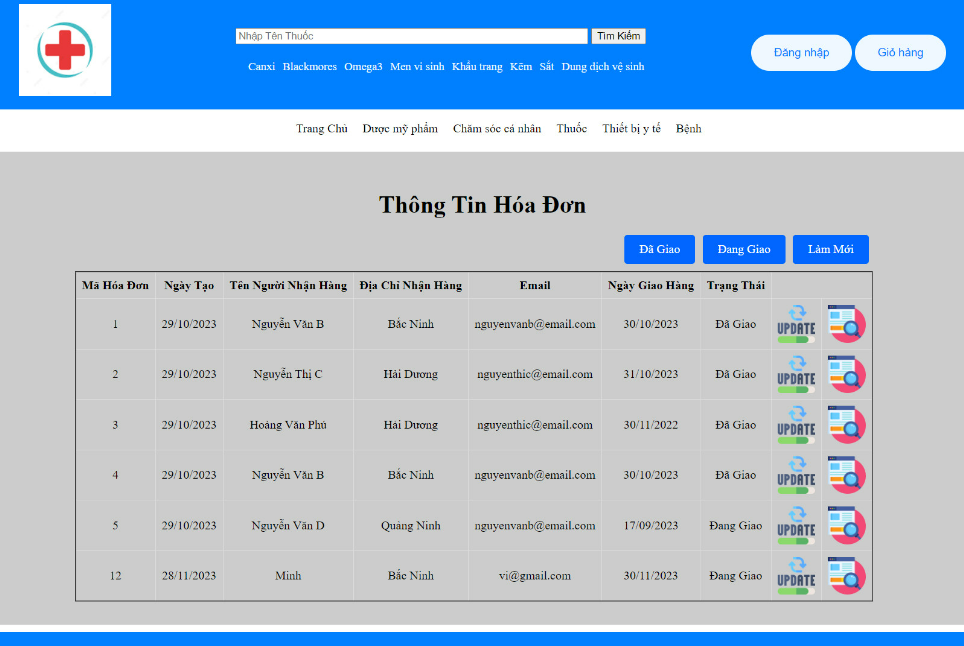 Nhập Tên Thuốc Tìm Kiếm
Đăng nhập Giỏ hàng
Canxi Blackmores Omega3 Men vi sinh Khẩu trang Kẽm Sắt Dung dịch vệ sinh
Trang Chủ Dược mỹ phẩm Chăm sóc cá nhân Thuốc Thiết bị y tế Bệnh
Thông Tin Hóa Đơn
Đã Giao Đang Giao Làm Mới
Mã Hóa Đơn Ngày Tạo Tên Người Nhận Hàng Địa Chỉ Nhận Hàng Email Ngày Giao Hàng Trạng Thái
1 29/10/2023 Nguyễn Văn B Bắc Ninh nguyenvanb@email.com 30/10/2023 Đã Giao UPDATE
2 29/10/2023 Nguyễn Thị C Hải Dương nguyenthic@email.com 31/10/2023 Đã Giao UPDATE
3 29/10/2023 Hoàng Văn Phú Hải Dương nguyenthic@email.com 30/11/2022 Đã Giao UPDATE
4 29/10/2023 Nguyễn Văn B Bắc Ninh nguyenvanb@email.com 30/10/2023 Đã Giao UPDATE
5 29/10/2023 Nguyễn Văn D Quảng Ninh nguyenvanb@email.com 17/09/2023 Đang Giao UPDATE
12 28/11/2023 Minh Bắc Ninh vi@gmail.com 30/11/2023 Đang Giao UPDATE